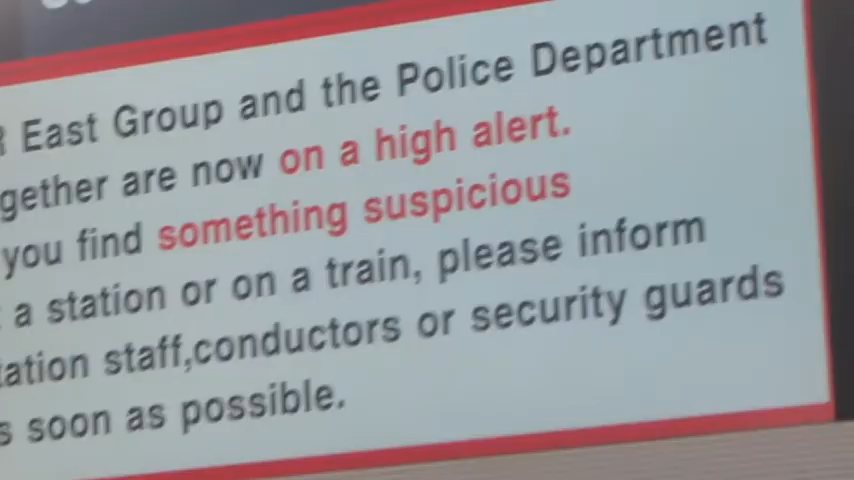 East Group and the Police Department
gether are now on a high alert.
you find something suspicious
a station or on a train, please inform
ation staff,conductors or security guards
s soon as possible.